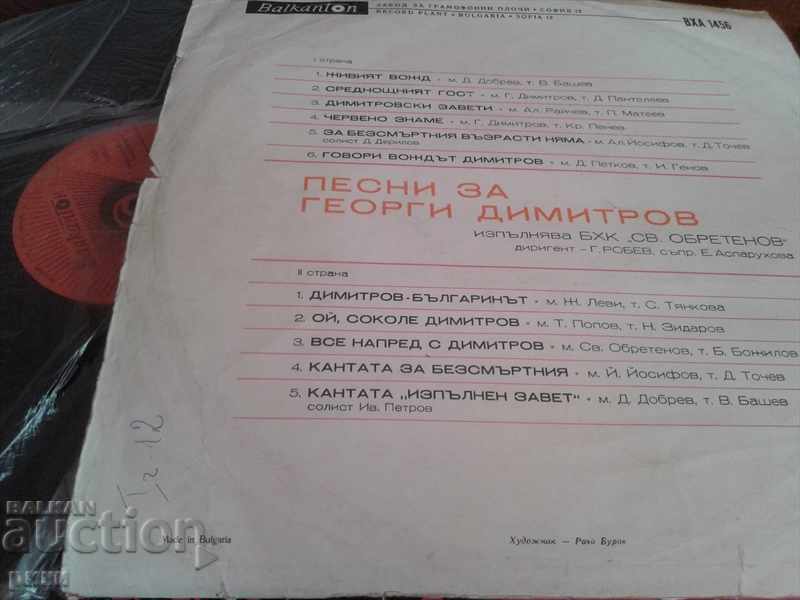 Balkanton ЗАВОД ЗА ГРАМОФОННИ ПЛОЧИ • СОФИЯ 12
RECORD PLANT • BULGARIA • SOFIA 12
ВХА 1456
I страна
1. ЖИВИЯТ ВОЖД • м. Д. Добрев, т. В. Башев
2. СРЕДНОЩНИЯТ ГОСТ • м. Г. Димитров, т. Д. Пантелеев
3. ДИМИТРОВСКИ ЗАВЕТИ • м. Ал. Райчев, т. П. Матеев
4. ЧЕРВЕНО ЗНАМЕ • м. Г. Димитров, т. Кр. Пенев
5. ЗА БЕЗСМЪРТНИЯ ВЪЗРАСТИ НЯМА • м. Ал. Йосифов, т. Д. Точев
солист Д. Дерилов
6. ГОВОРИ ВОЖДЪТ ДИМИТРОВ • м. Д. Петков, т. И. Генов
ПЕСНИ ЗА
ГЕОРГИ ДИМИТРОВ
ИЗПЪЛНЯВА БХК „СВ. ОБРЕТЕНОВ"
диригент – Г. РОБЕВ, съпр. Е. Аспарухова
II страна
1. ДИМИТРОВ - БЪЛГАРИНЪТ • м. Ж. Леви, т. С. Тянкова
2. ОЙ, СОКОЛЕ ДИМИТРОВ • м. Т. Попов, т. Н. Зидаров
3. ВСЕ НАПРЕД С ДИМИТРОВ • м. Св. Обретенов, т. Б. Божилов
4. КАНТАТА ЗА БЕЗСМЪРТНИЯ • м. Й. Йосифов, т. Д. Точев
5. КАНТАТА „ИЗПЪЛНЕН ЗАВЕТ" • м. Д. Добрев, т. В. Башев
солист Ив. Петров
Made in Bulgaria
Художник — Рачо Буров
BALKAN
auction